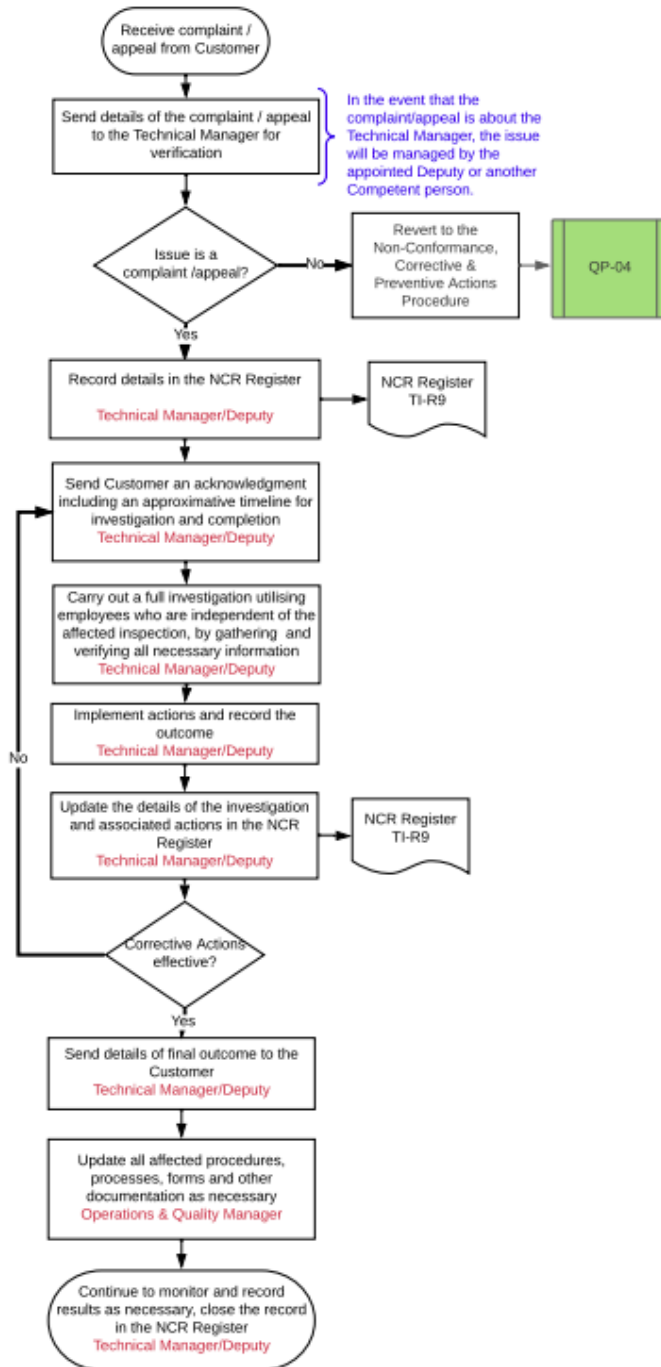 Receive complaint /
appeal from Customer
Send details of the complaint / appeal
to the Technical Manager for
verification
In the event that the
complaint/appeal is about the
Technical Manager, the issue
will be managed by the
appointed Deputy or another
Competent person.
Issue is a
complaint /appeal?
No
Revert to the
Non-Conformance,
Corrective &
Preventive Actions
Procedure
QP-04
Yes
Record details in the NCR Register
Technical Manager/Deputy
NCR Register
TI-R9
Send Customer an acknowledgment
including an approximative timeline for
investigation and completion
Technical Manager/Deputy
Carry out a full investigation utilising
employees who are independent of the
affected inspection, by gathering and
verifying all necessary information
Technical Manager/Deputy
Implement actions and record the
outcome
Technical Manager/Deputy
No
Update the details of the investigation
and associated actions in the NCR
Register
Technical Manager/Deputy
NCR Register
TI-R9
Corrective Actions
effective?
Yes
Send details of final outcome to the
Customer
Technical Manager/Deputy
Update all affected procedures,
processes, forms and other
documentation as necessary
Operations & Quality Manager
Continue to monitor and record
results as necessary, close the record
in the NCR Register
Technical Manager/Deputy